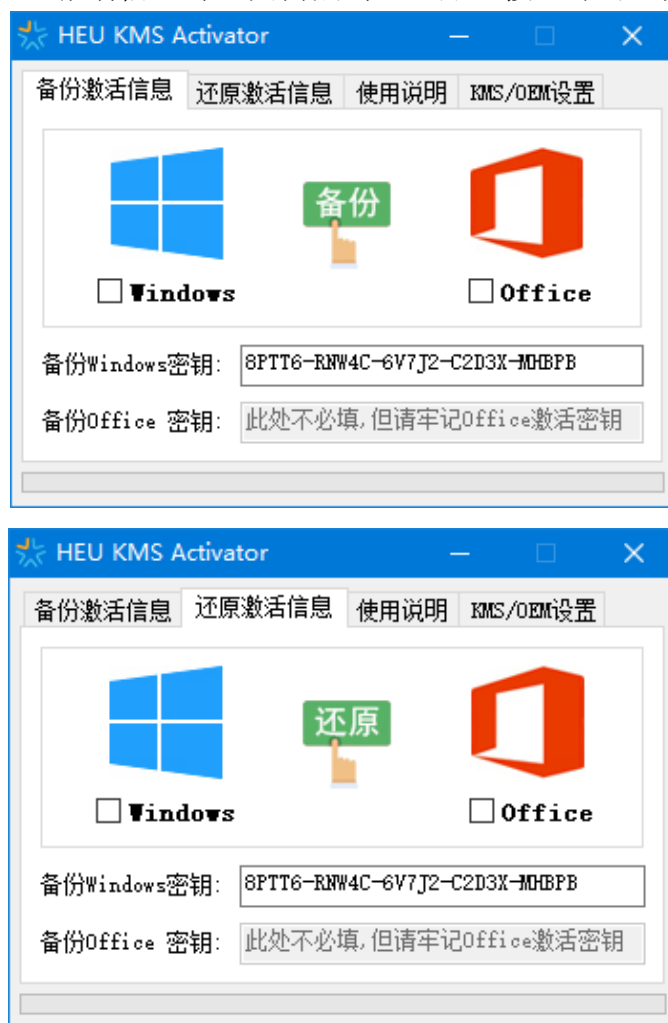 HEU KMS Activator
备份激活信息 还原激活信息 使用说明 KMS/OEM设置
备份
Windows Office
备份Windows密钥: 8PTT6-RNW4C-6V7J2-C2D3X-MHBPB
备份Office 密钥: 此处不必填,但请牢记Office激活密钥
HEU KMS Activator
备份激活信息 还原激活信息 使用说明 KMS/OEM设置
还原
Windows Office
备份Windows密钥: 8PTT6-RNW4C-6V7J2-C2D3X-MHBPB
备份Office 密钥: 此处不必填,但请牢记Office激活密钥